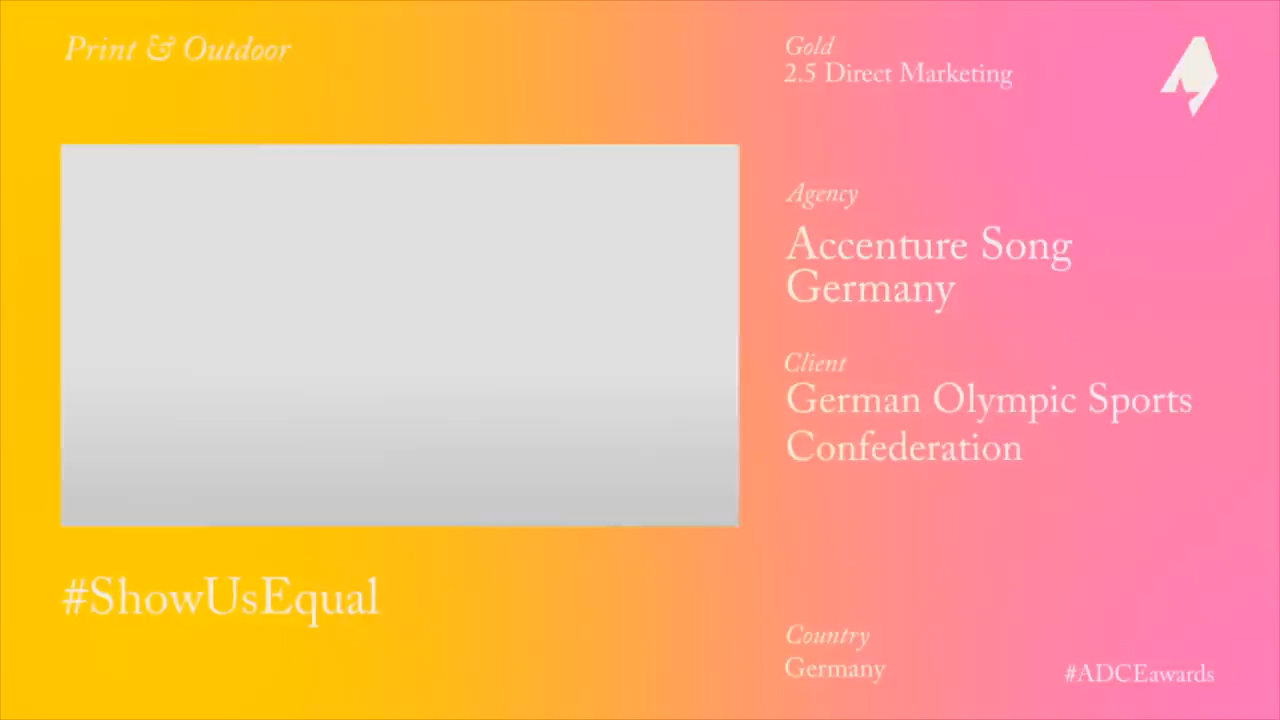 Print & Outdoor
Gold
2.5 Direct Marketing
Agency
Accenture Song
Germany
Client
German Olympic Sports
Confederation
#ShowUsEqual
Country
Germany
#ADCEawards